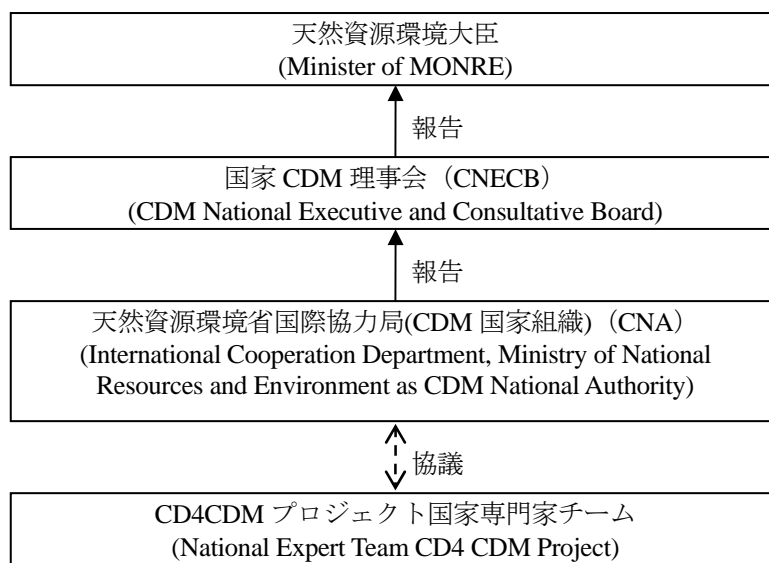 天然資源環境大臣
(Minister of MONRE)
報告
国家 CDM 理事会（CNECB）
(CDM National Executive and Consultative Board)
報告
天然資源環境省国際協力局(CDM 国家組織)（CNA）
(International Cooperation Department, Ministry of National
Resources and Environment as CDM National Authority)
協議
CD4CDM プロジェクト国家専門家チーム
(National Expert Team CD4 CDM Project)